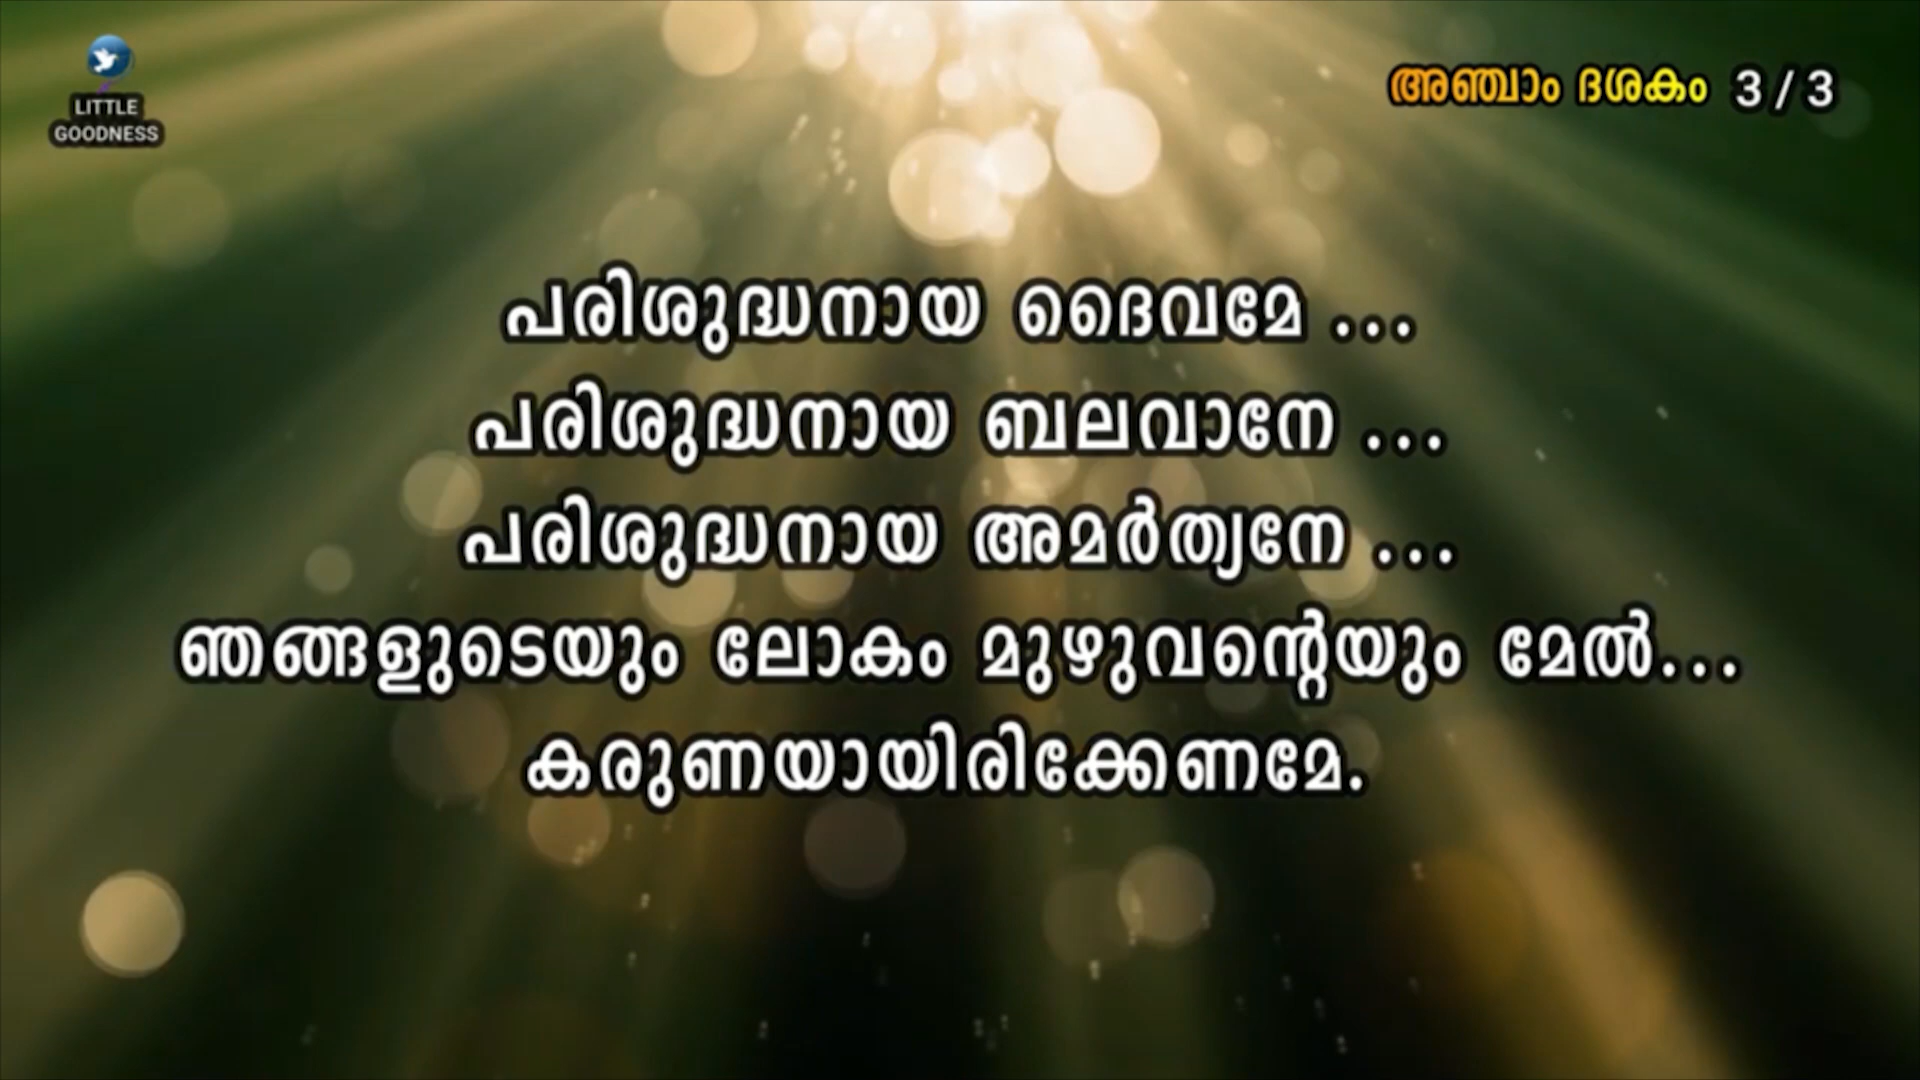 LITTLE
GOODNESS
അഞ്ചാം ദശകം 3 / 3
പരിശുദ്ധനായ ദൈവമേ ...
പരിശുദ്ധനായ ബലവാനേ ...
പരിശുദ്ധനായ അമർത്യനേ ...
ഞങ്ങളുടെയും ലോകം മുഴുവന്റെയും മേൽ...
കരുണയായിരിക്കേണമേ.